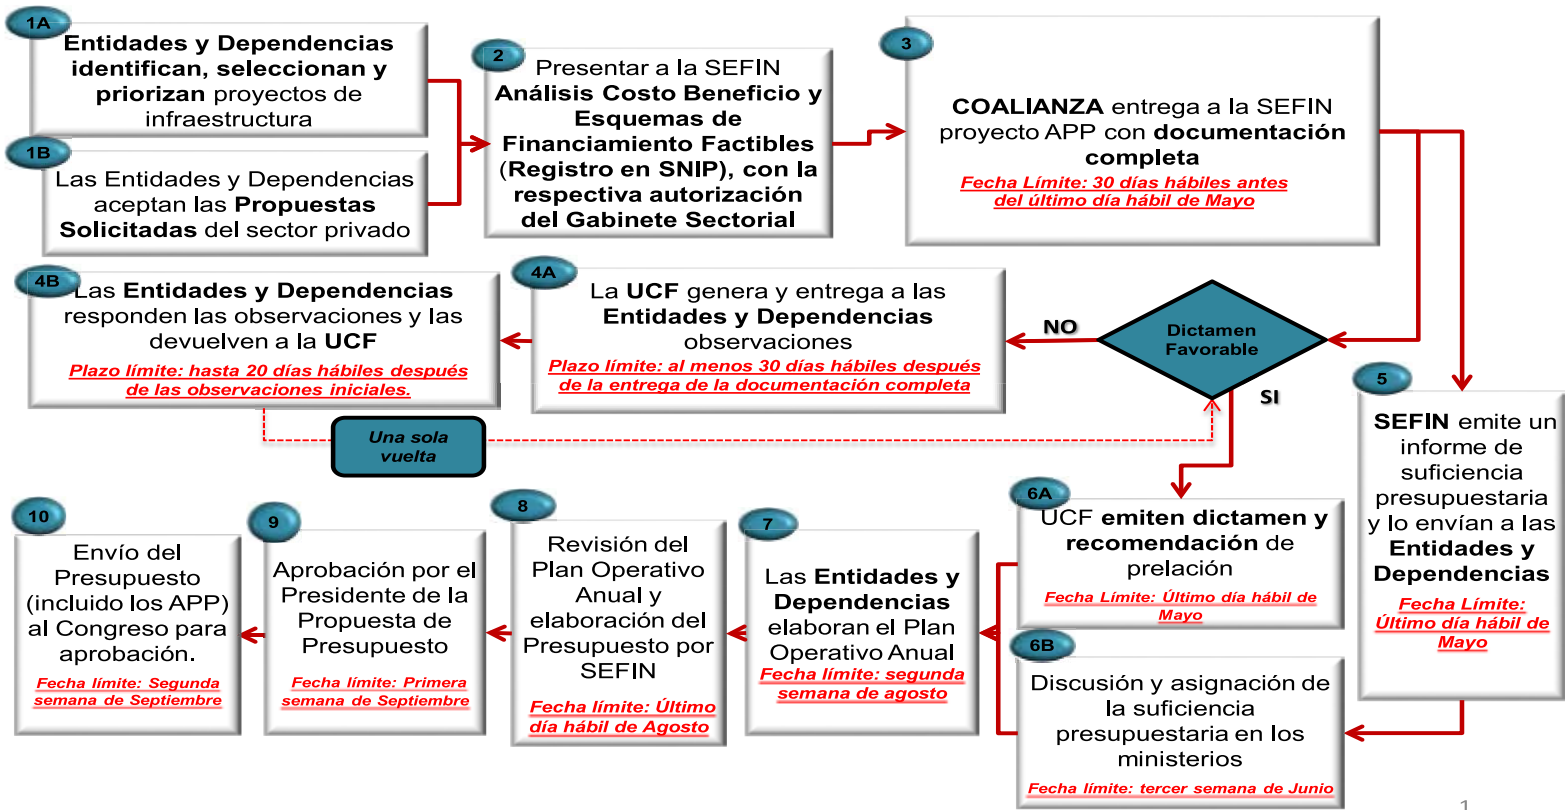 1A
Entidades y Dependencias
identifican, seleccionan y
priorizan proyectos de
infraestructura
1B
Las Entidades y Dependencias
aceptan las Propuestas
Solicitadas del sector privado
2
Presentar a la SEFIN
Análisis Costo Beneficio y
Esquemas de
Financiamiento Factibles
(Registro en SNIP), con la
respectiva autorización
del Gabinete Sectorial
3
COALIANZA entrega a la SEFIN
proyecto APP con documentación
completa
Fecha Límite: 30 días hábiles antes
del último día hábil de Mayo
Dictamen
Favorable
NO
SI
4A
La UCF genera y entrega a las
Entidades y Dependencias
observaciones
Plazo límite: al menos 30 días hábiles después
de la entrega de la documentación completa
4B
Las Entidades y Dependencias
responden las observaciones y las
devuelven a la UCF
Plazo límite: hasta 20 días hábiles después
de las observaciones iniciales.
Una sola
vuelta
5
SEFIN emite un
informe de
suficiencia
presupuestaria
y lo envían a las
Entidades y
Dependencias
Fecha Límite:
Último día hábil de
Mayo
6A
UCF emiten dictamen y
recomendación de
prelación
Fecha Límite: Último día hábil de
Mayo
6B
Discusión y asignación de
la suficiencia
presupuestaria en los
ministerios
Fecha límite: tercer semana de Junio
7
Las Entidades y
Dependencias
elaboran el Plan
Operativo Anual
Fecha límite: segunda
semana de agosto
8
Revisión del
Plan Operativo
Anual y
elaboración del
Presupuesto por
SEFIN
Fecha límite: Último
día hábil de Agosto
9
Aprobación por el
Presidente de la
Propuesta de
Presupuesto
Fecha límite: Primera
semana de Septiembre
10
Envío del
Presupuesto
(incluido los APP)
al Congreso para
aprobación.
Fecha límite: Segunda
semana de Septiembre
1